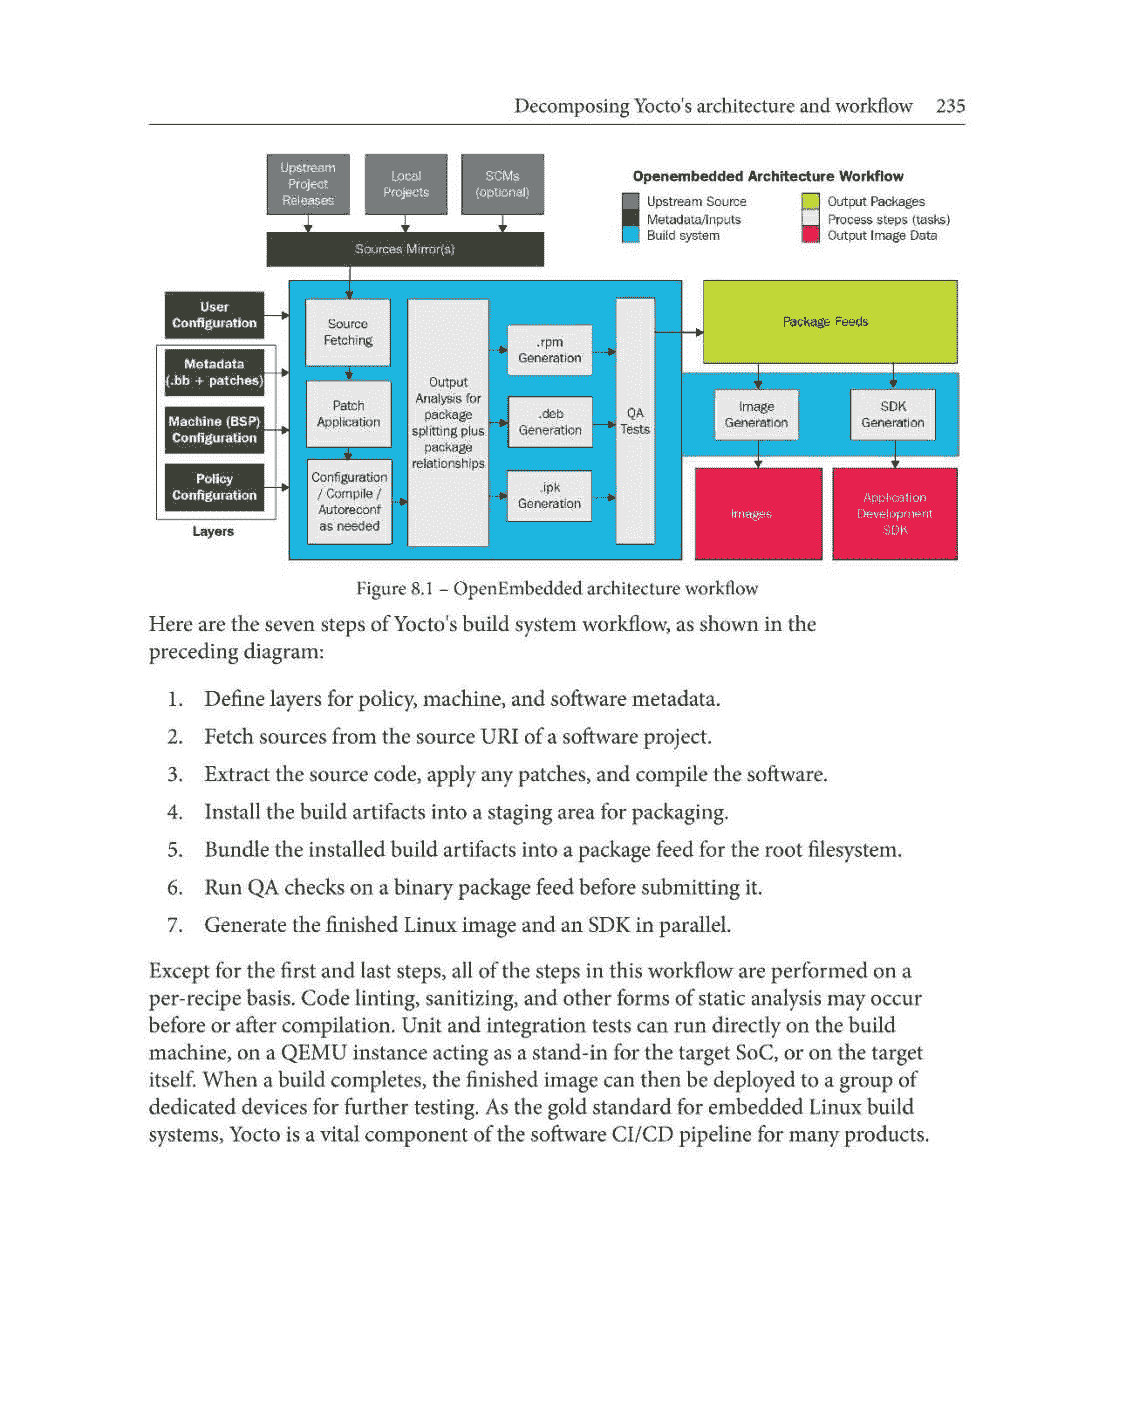 Decomposing Yocto's architecture and workflow 235
Upstream
Project
Releases
Local
Projects
SCMs
(optional)
Sources Mirror(s)
Openembedded Architecture Workflow
Upstream Source
Metadata/Inputs
Build system
Output Packages
Process steps (tasks)
Output Image Data
User
Configuration
Metadata
(.bb + patches)
Machine (BSP)
Configuration
Policy
Configuration
Layers
Source
Fetching
Patch
Application
Configuration
/ Compile /
Autoreconf
as needed
Output
Analysis for
package
splitting plus
package
relationships
.rpm
Generation
.deb
Generation
.ipk
Generation
QA
Tests
Package Feeds
Image
Generation
SDK
Generation
Images
Application
Development
SDK
Figure 8.1 – OpenEmbedded architecture workflow
Here are the seven steps of Yocto's build system workflow, as shown in the
preceding diagram:
1. Define layers for policy, machine, and software metadata.
2. Fetch sources from the source URI of a software project.
3. Extract the source code, apply any patches, and compile the software.
4. Install the build artifacts into a staging area for packaging.
5. Bundle the installed build artifacts into a package feed for the root filesystem.
6. Run QA checks on a binary package feed before submitting it.
7. Generate the finished Linux image and an SDK in parallel.
Except for the first and last steps, all of the steps in this workflow are performed on a
per-recipe basis. Code linting, sanitizing, and other forms of static analysis may occur
before or after compilation. Unit and integration tests can run directly on the build
machine, on a QEMU instance acting as a stand-in for the target SoC, or on the target
itself. When a build completes, the finished image can then be deployed to a group of
dedicated devices for further testing. As the gold standard for embedded Linux build
systems, Yocto is a vital component of the software CI/CD pipeline for many products.